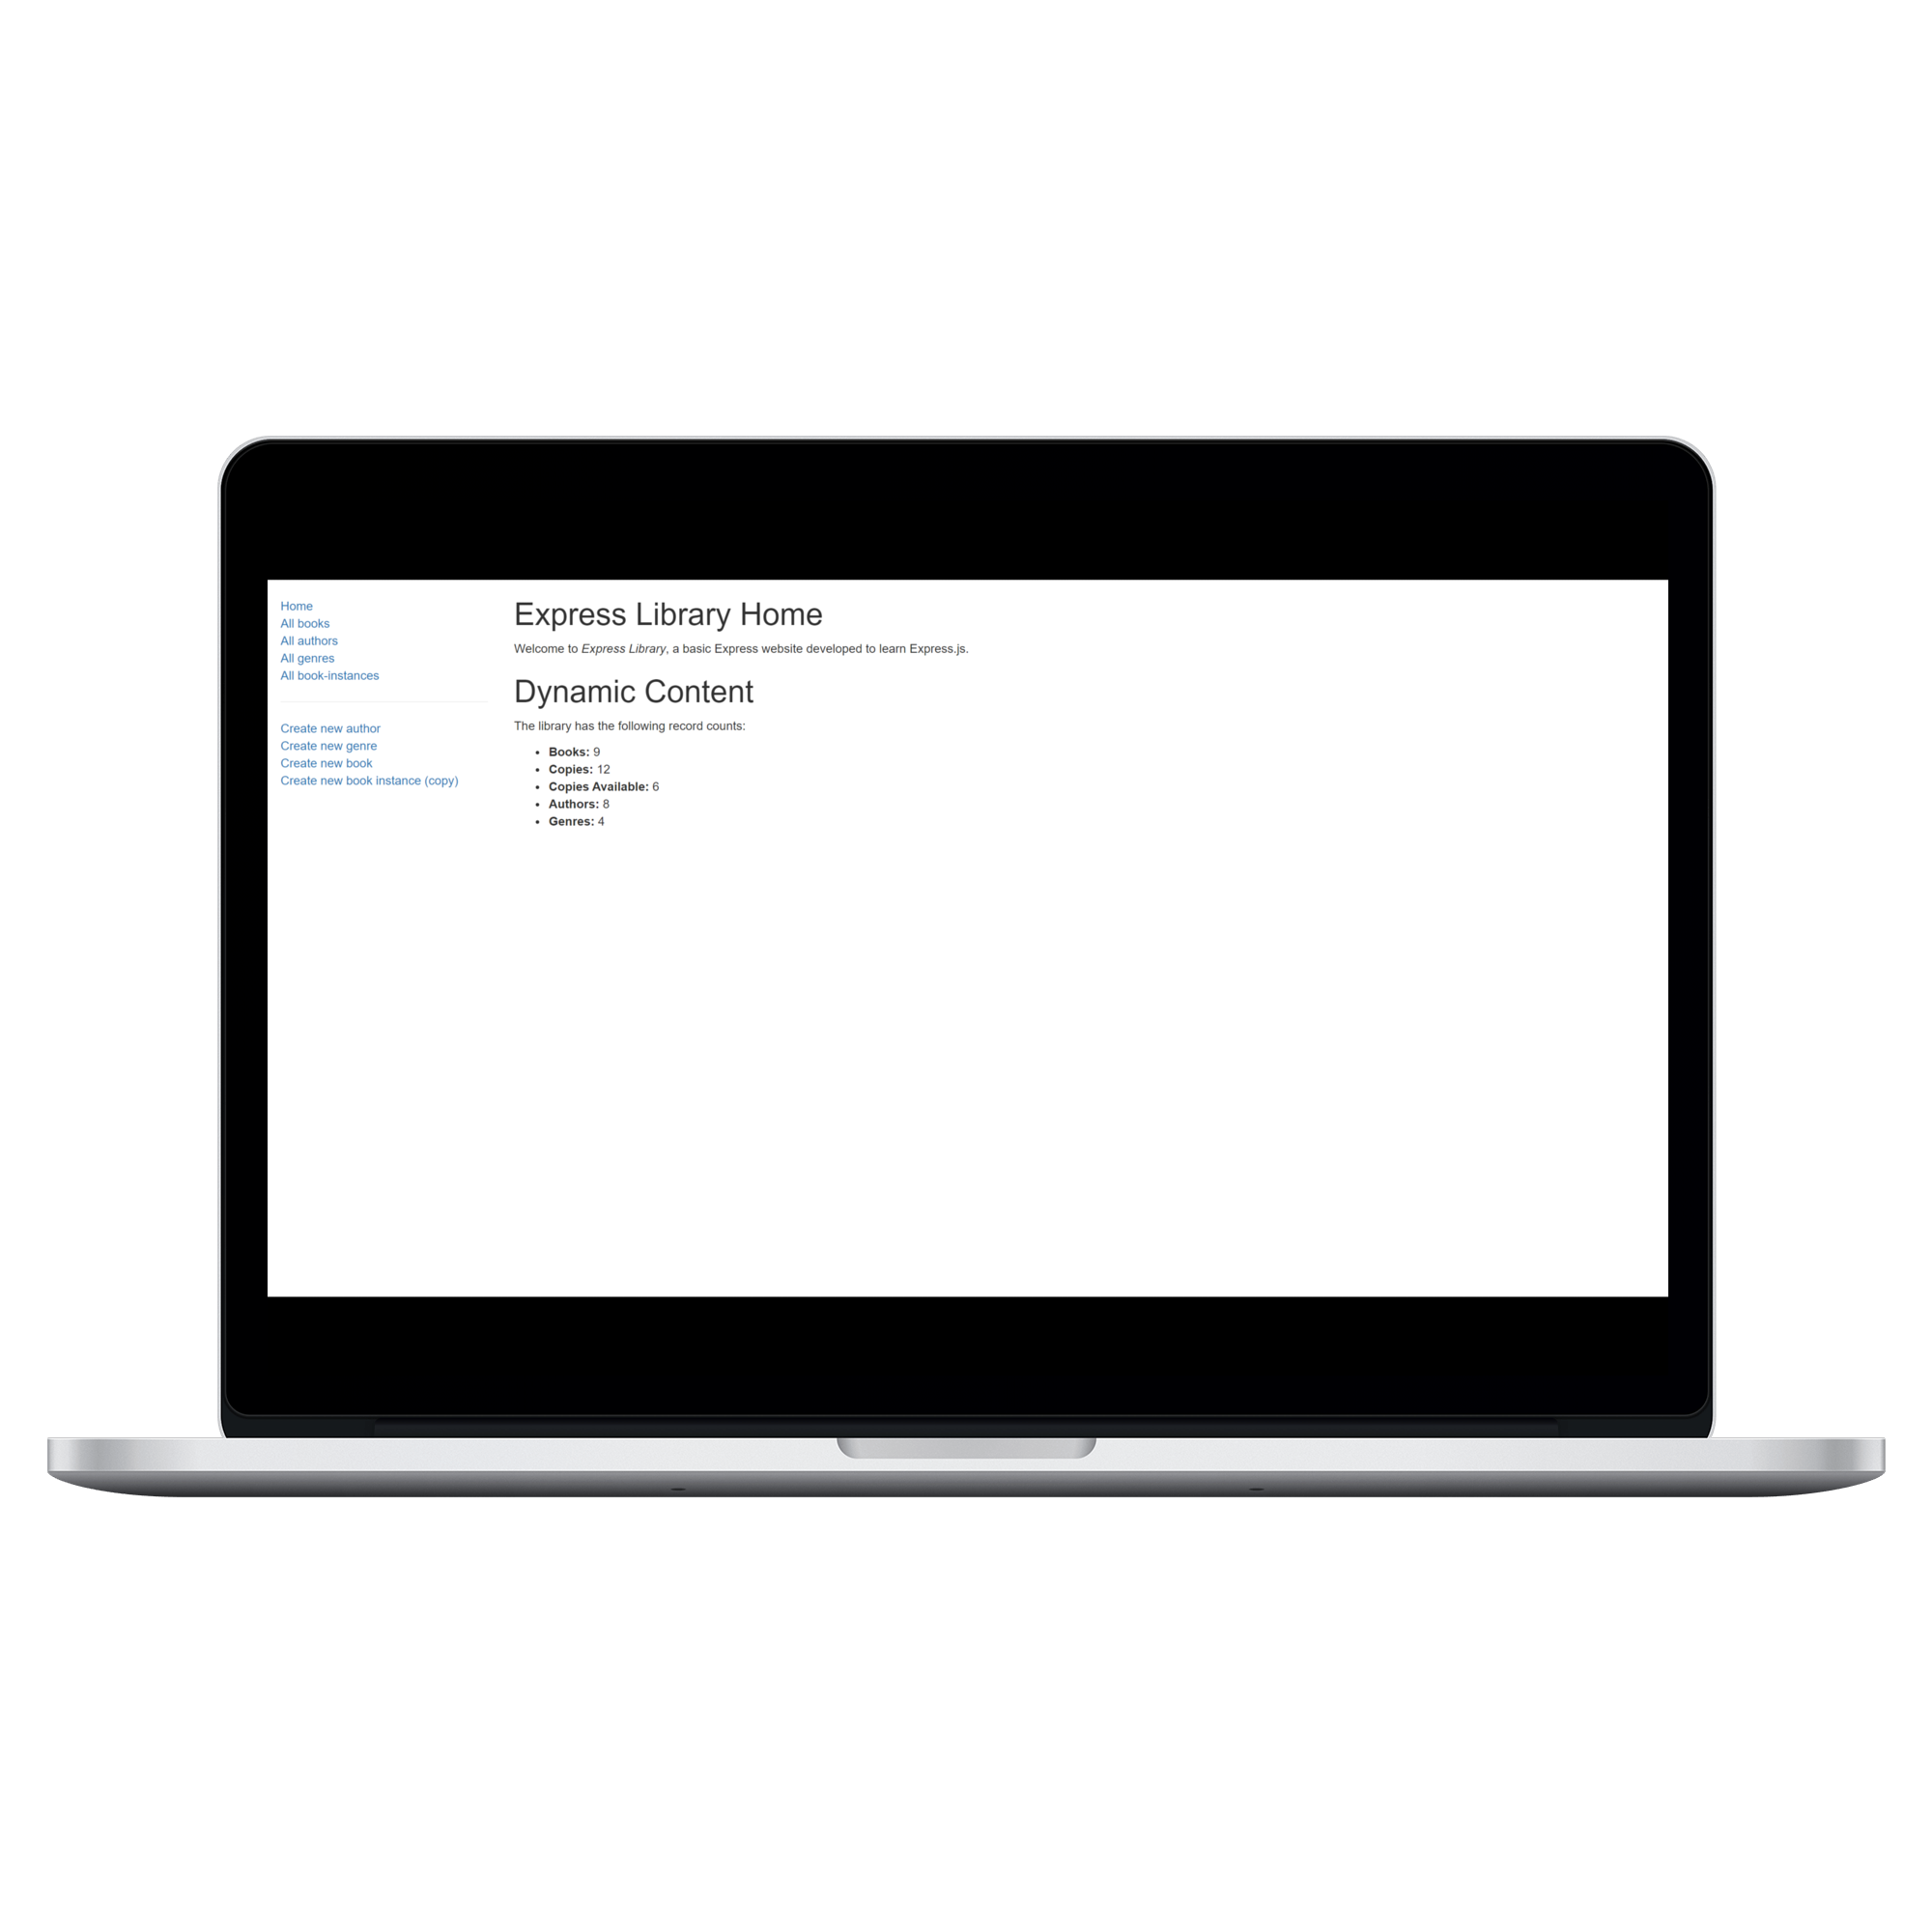 Home
All books
All authors
All genres
All book-instances
Create new author
Create new genre
Create new book
Create new book instance (copy)
Express Library Home
Welcome to Express Library, a basic Express website developed to learn Express.js.
Dynamic Content
The library has the following record counts:
Books: 9
Copies: 12
Copies Available: 6
Authors: 8
Genres: 4